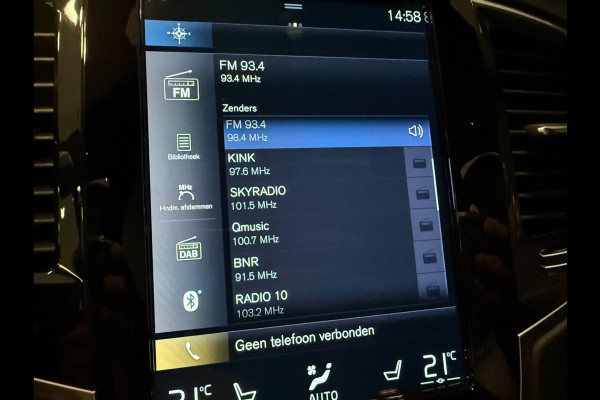 14:58
FM 93.4
93.4 MHz
FM
Zenders
FM 93.4
93.4 MHz
KINK
97.6 MHz
Bibliotheek
SKYRADIO
101.5 MHz
MHz
Hndm. afstemmen
Qmusic
100.7 MHz
DAB
BNR
91.5 MHz
RADIO 10
103.2 MHz
Geen telefoon verbonden
21°C
AUTO
21°C